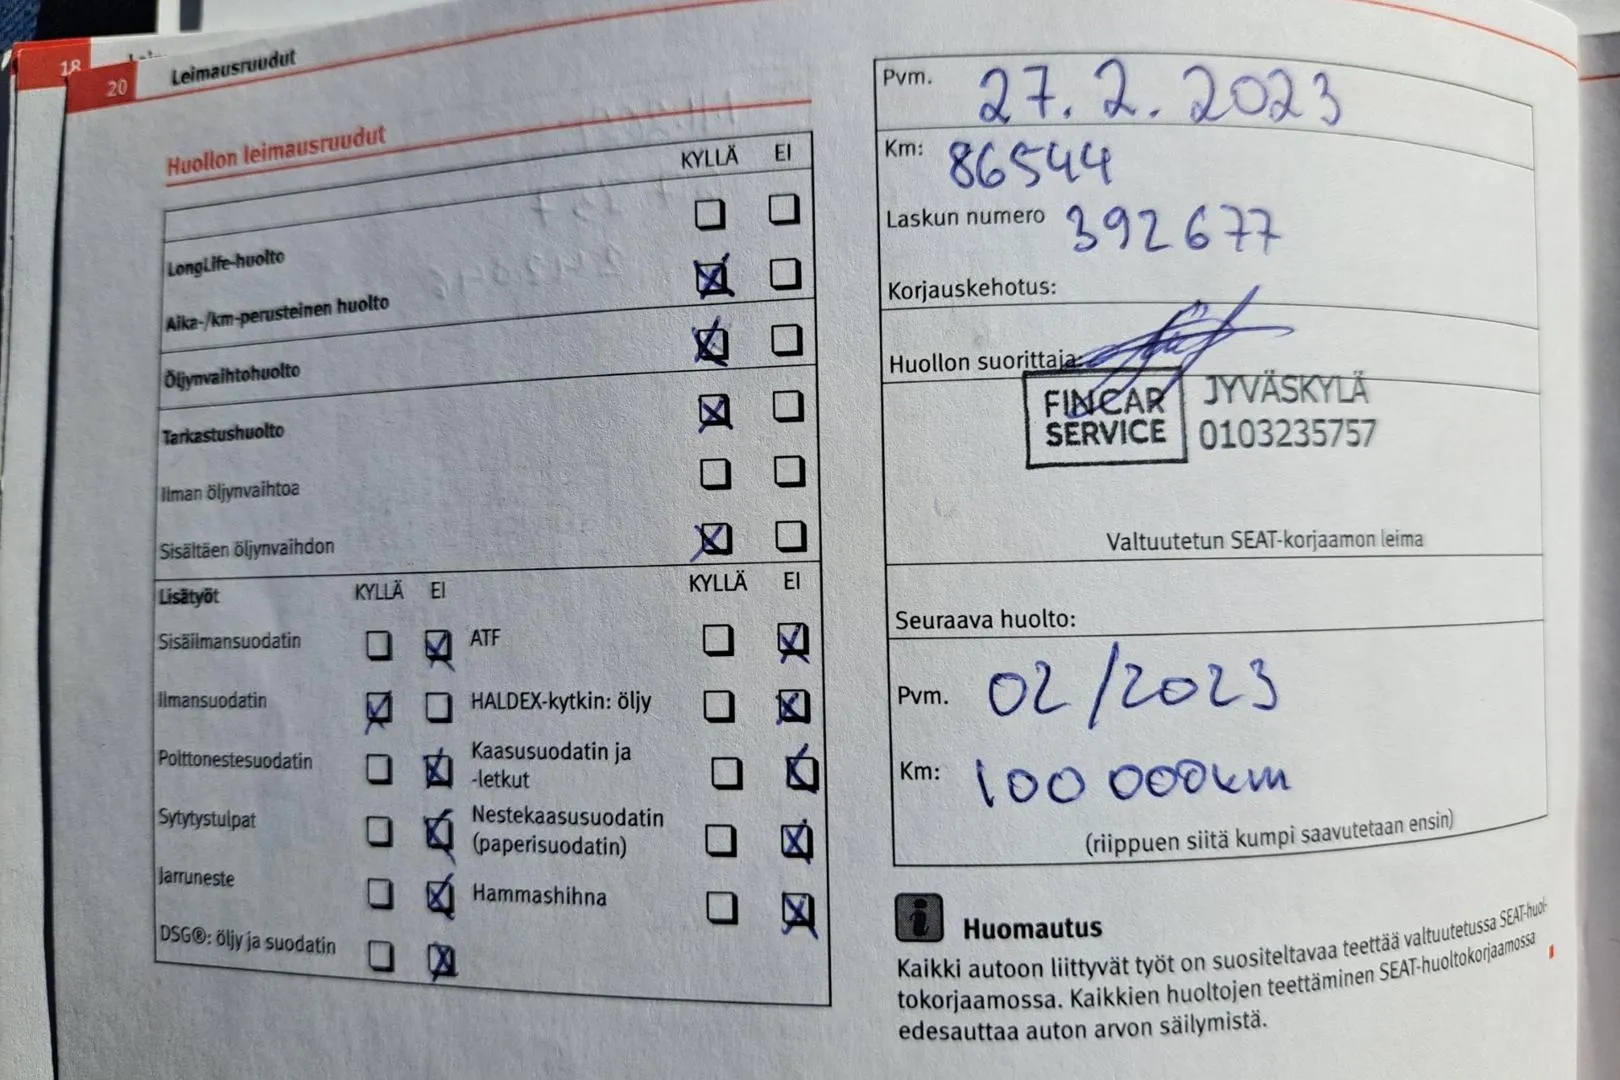 18
20 Leimausruudut
Huollon leimausruudut
KYLLÄ EI
LongLife-huolto
Aika-/km-perusteinen huolto
Öljynvaihtohuolto
Tarkastushuolto
Ilman öljynvaihtoa
Sisältäen öljynvaihdon
Lisätyöt KYLLÄ EI KYLLÄ EI
Sisäilmansuodatin ATF
Ilmansuodatin HALDEX-kytkin: öljy
Polttonestesuodatin Kaasusuodatin ja
-letkut
Sytytystulpat Nestekaasusuodatin
(paperisuodatin)
Jarruneste Hammashihna
DSG®: öljy ja suodatin
Pvm. 27.2.2023
Km: 86544
Laskun numero 392677
Korjauskehotus:
Huollon suorittaja:
FINCAR JYVÄSKYLÄ
SERVICE 0103235757
Valtuutetun SEAT-korjaamon leima
Seuraava huolto:
Pvm. 02/2023
Km: 100 000km
(riippuen siitä kumpi saavutetaan ensin)
i Huomautus
Kaikki autoon liittyvät työt on suositeltavaa teettää valtuutetussa SEAT-huol-
tokorjaamossa. Kaikkien huoltojen teettäminen SEAT-huoltokorjaamossa
edesauttaa auton arvon säilymistä.